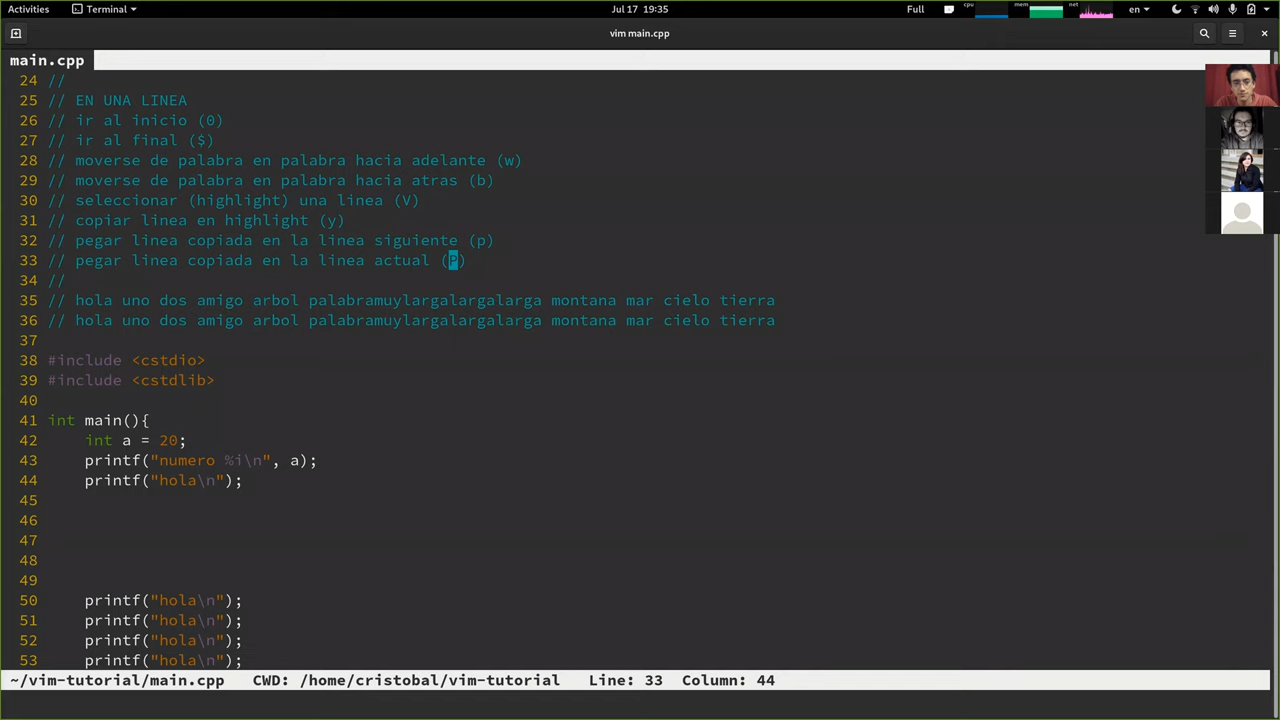 Activities Terminal Jul 17 19:35 Full cpu mem net en
vim main.cpp
main.cpp
24 //
25 // EN UNA LINEA
26 // ir al inicio (0)
27 // ir al final ($)
28 // moverse de palabra en palabra hacia adelante (w)
29 // moverse de palabra en palabra hacia atras (b)
30 // seleccionar (highlight) una linea (V)
31 // copiar linea en highlight (y)
32 // pegar linea copiada en la linea siguiente (p)
33 // pegar linea copiada en la linea actual (P)
34 //
35 // hola uno dos amigo arbol palabramuylargalargalarga montana mar cielo tierra
36 // hola uno dos amigo arbol palabramuylargalargalarga montana mar cielo tierra
37
38 #include <cstdio>
39 #include <cstdlib>
40
41 int main(){
42     int a = 20;
43     printf("numero %i\n", a);
44     printf("hola\n");
45
46
47
48
49
50     printf("hola\n");
51     printf("hola\n");
52     printf("hola\n");
53     printf("hola\n");
~/vim-tutorial/main.cpp CWD: /home/cristobal/vim-tutorial Line: 33 Column: 44